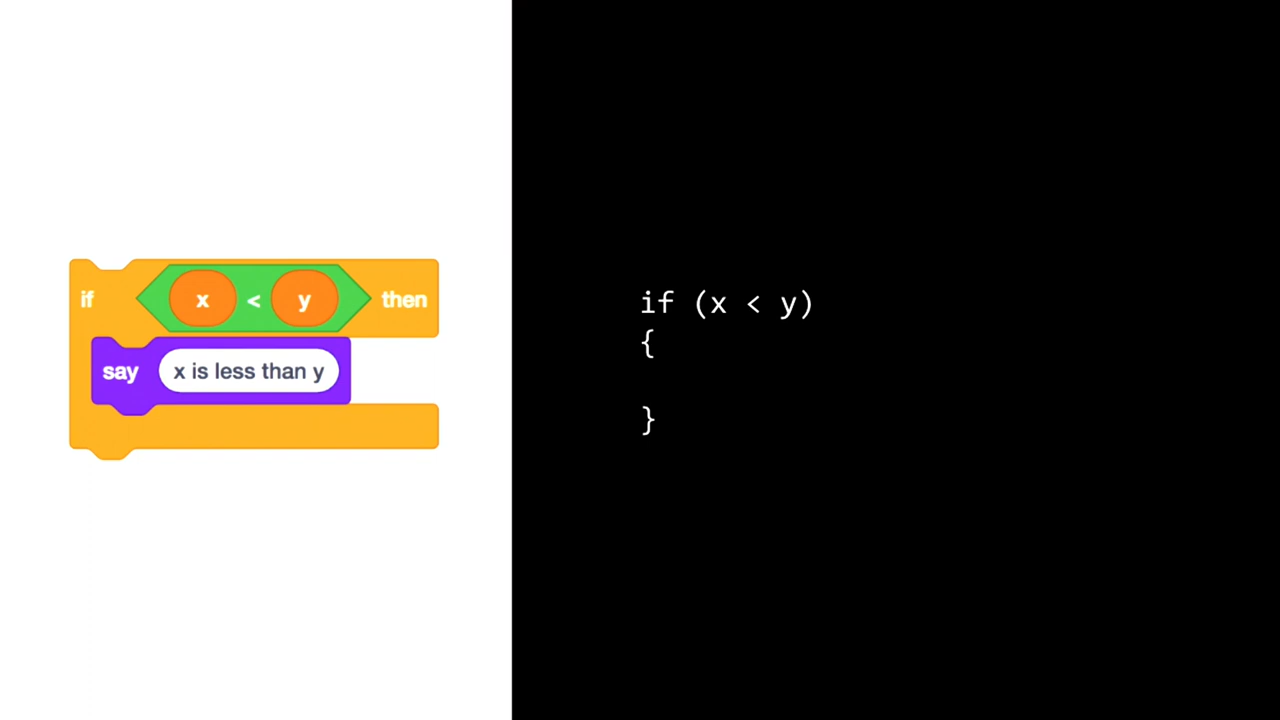 if x < y then
say x is less than y
if (x < y)
{
}